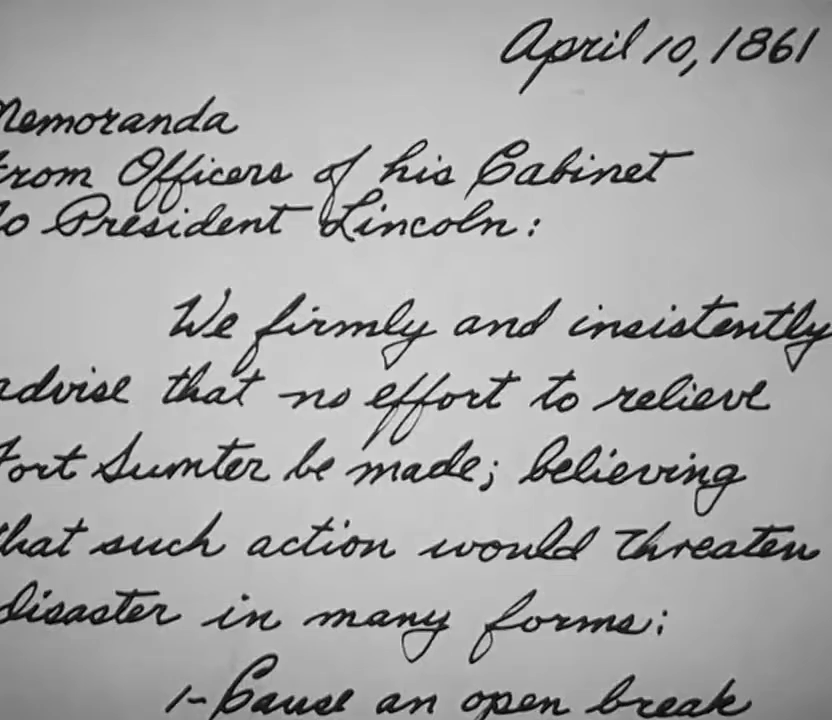 April 10, 1861
Memoranda
from Officers of his Cabinet
To President Lincoln:
We firmly and insistently
advise that no effort to relieve
Fort Sumter be made; believing
that such action would threaten
disaster in many forms:
1- Cause an open break